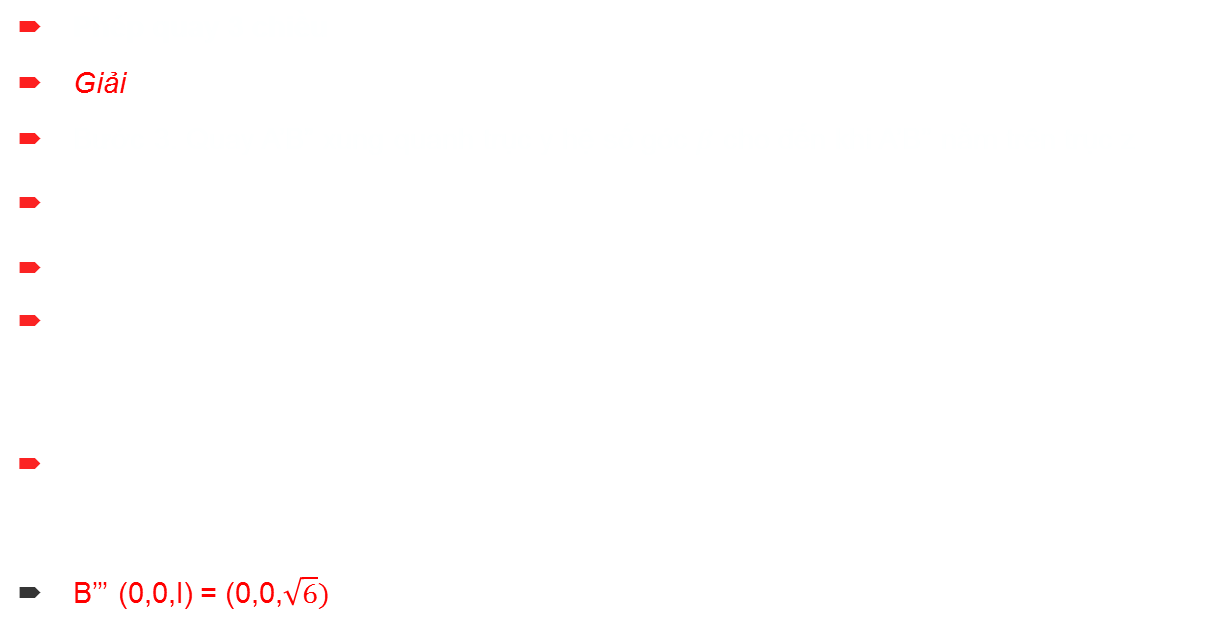 Giải
B”’ (0,0,l) = (0,0,√6)